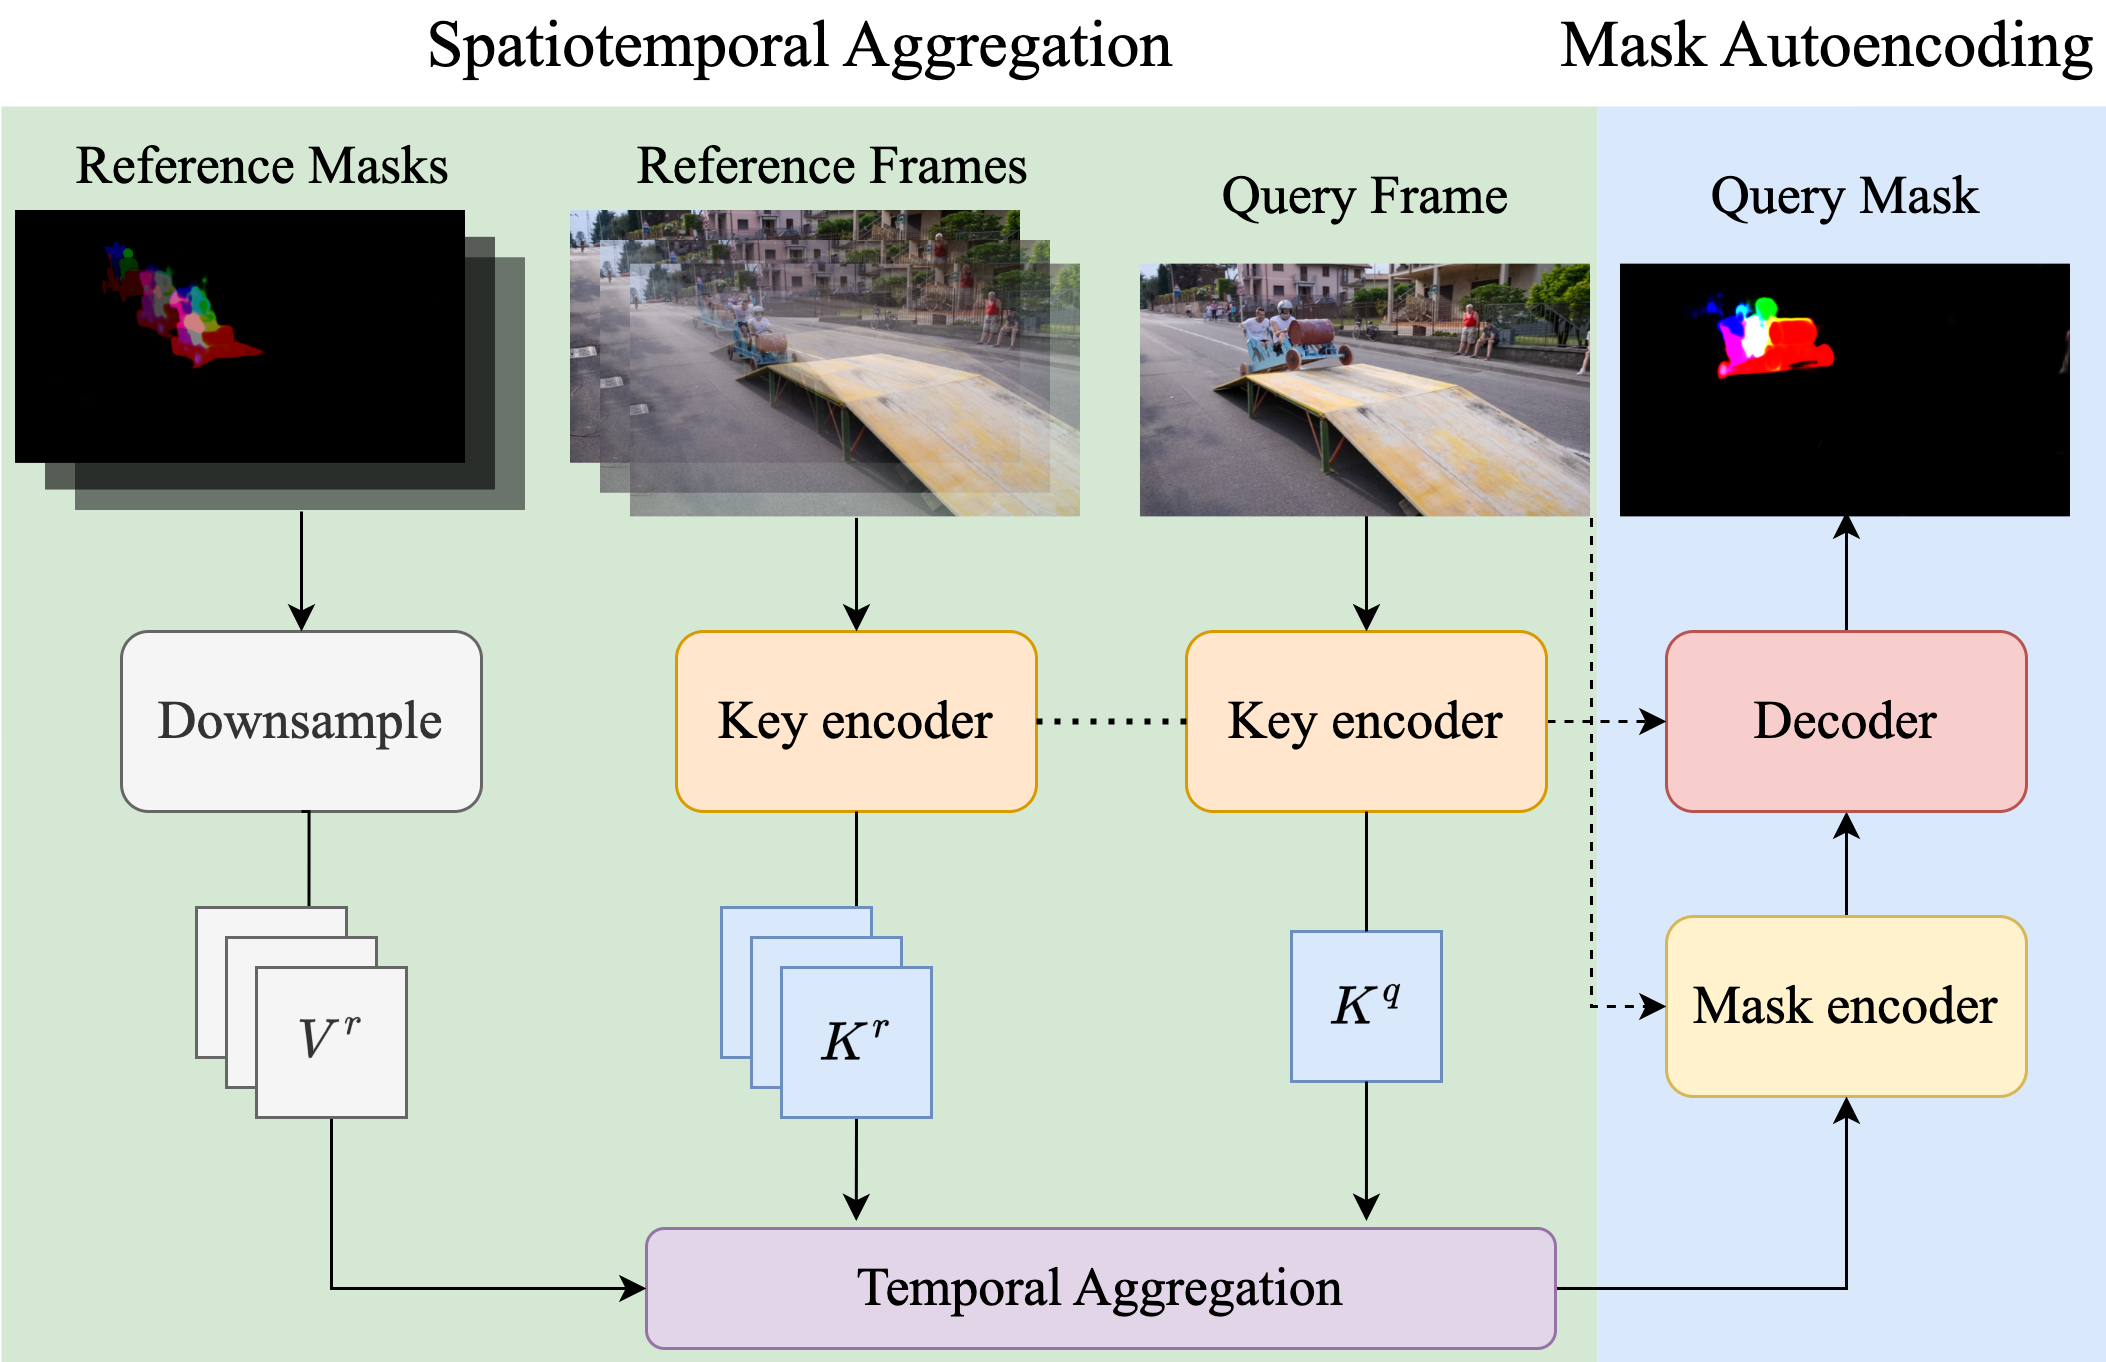 Spatiotemporal Aggregation
Mask Autoencoding
Reference Masks
Reference Frames
Query Frame
Query Mask
Downsample
Key encoder
Key encoder
Decoder
V^r
K^r
K^q
Mask encoder
Temporal Aggregation